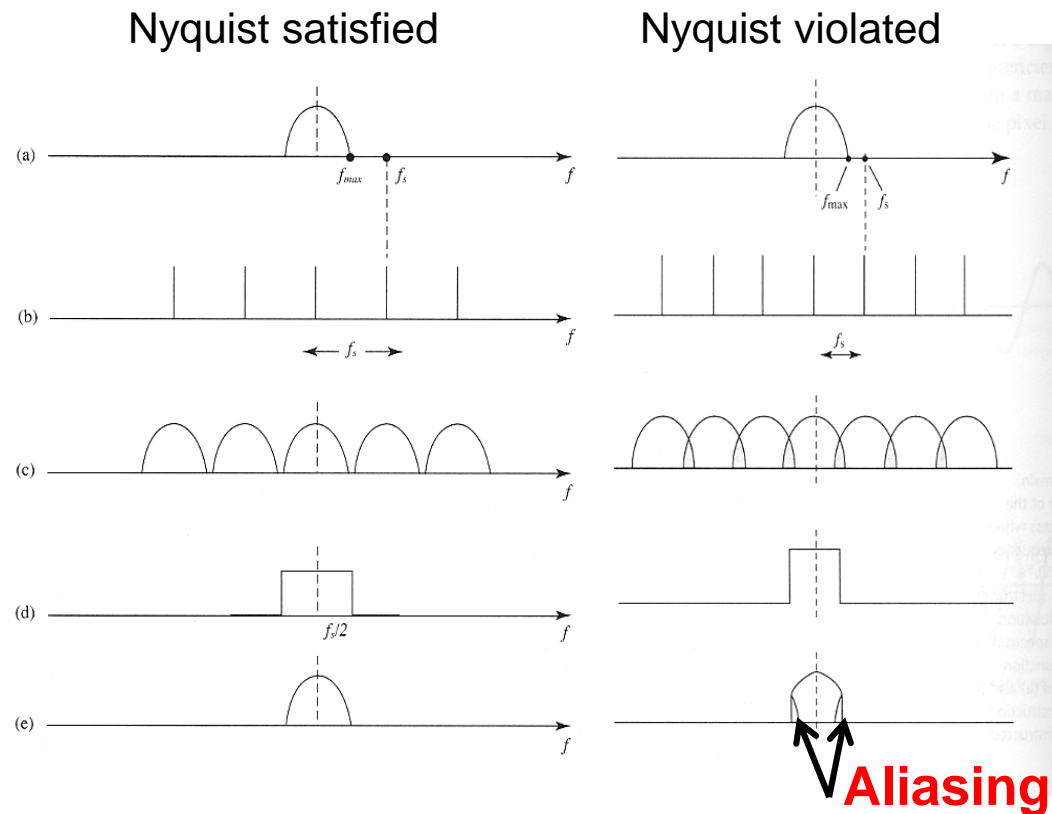 Nyquist satisfied
Nyquist violated
(a)
fmax
fs
f
fmax
fs
f
(b)
f
fs
fs
(c)
f
(d)
fs/2
f
(e)
f
Aliasing